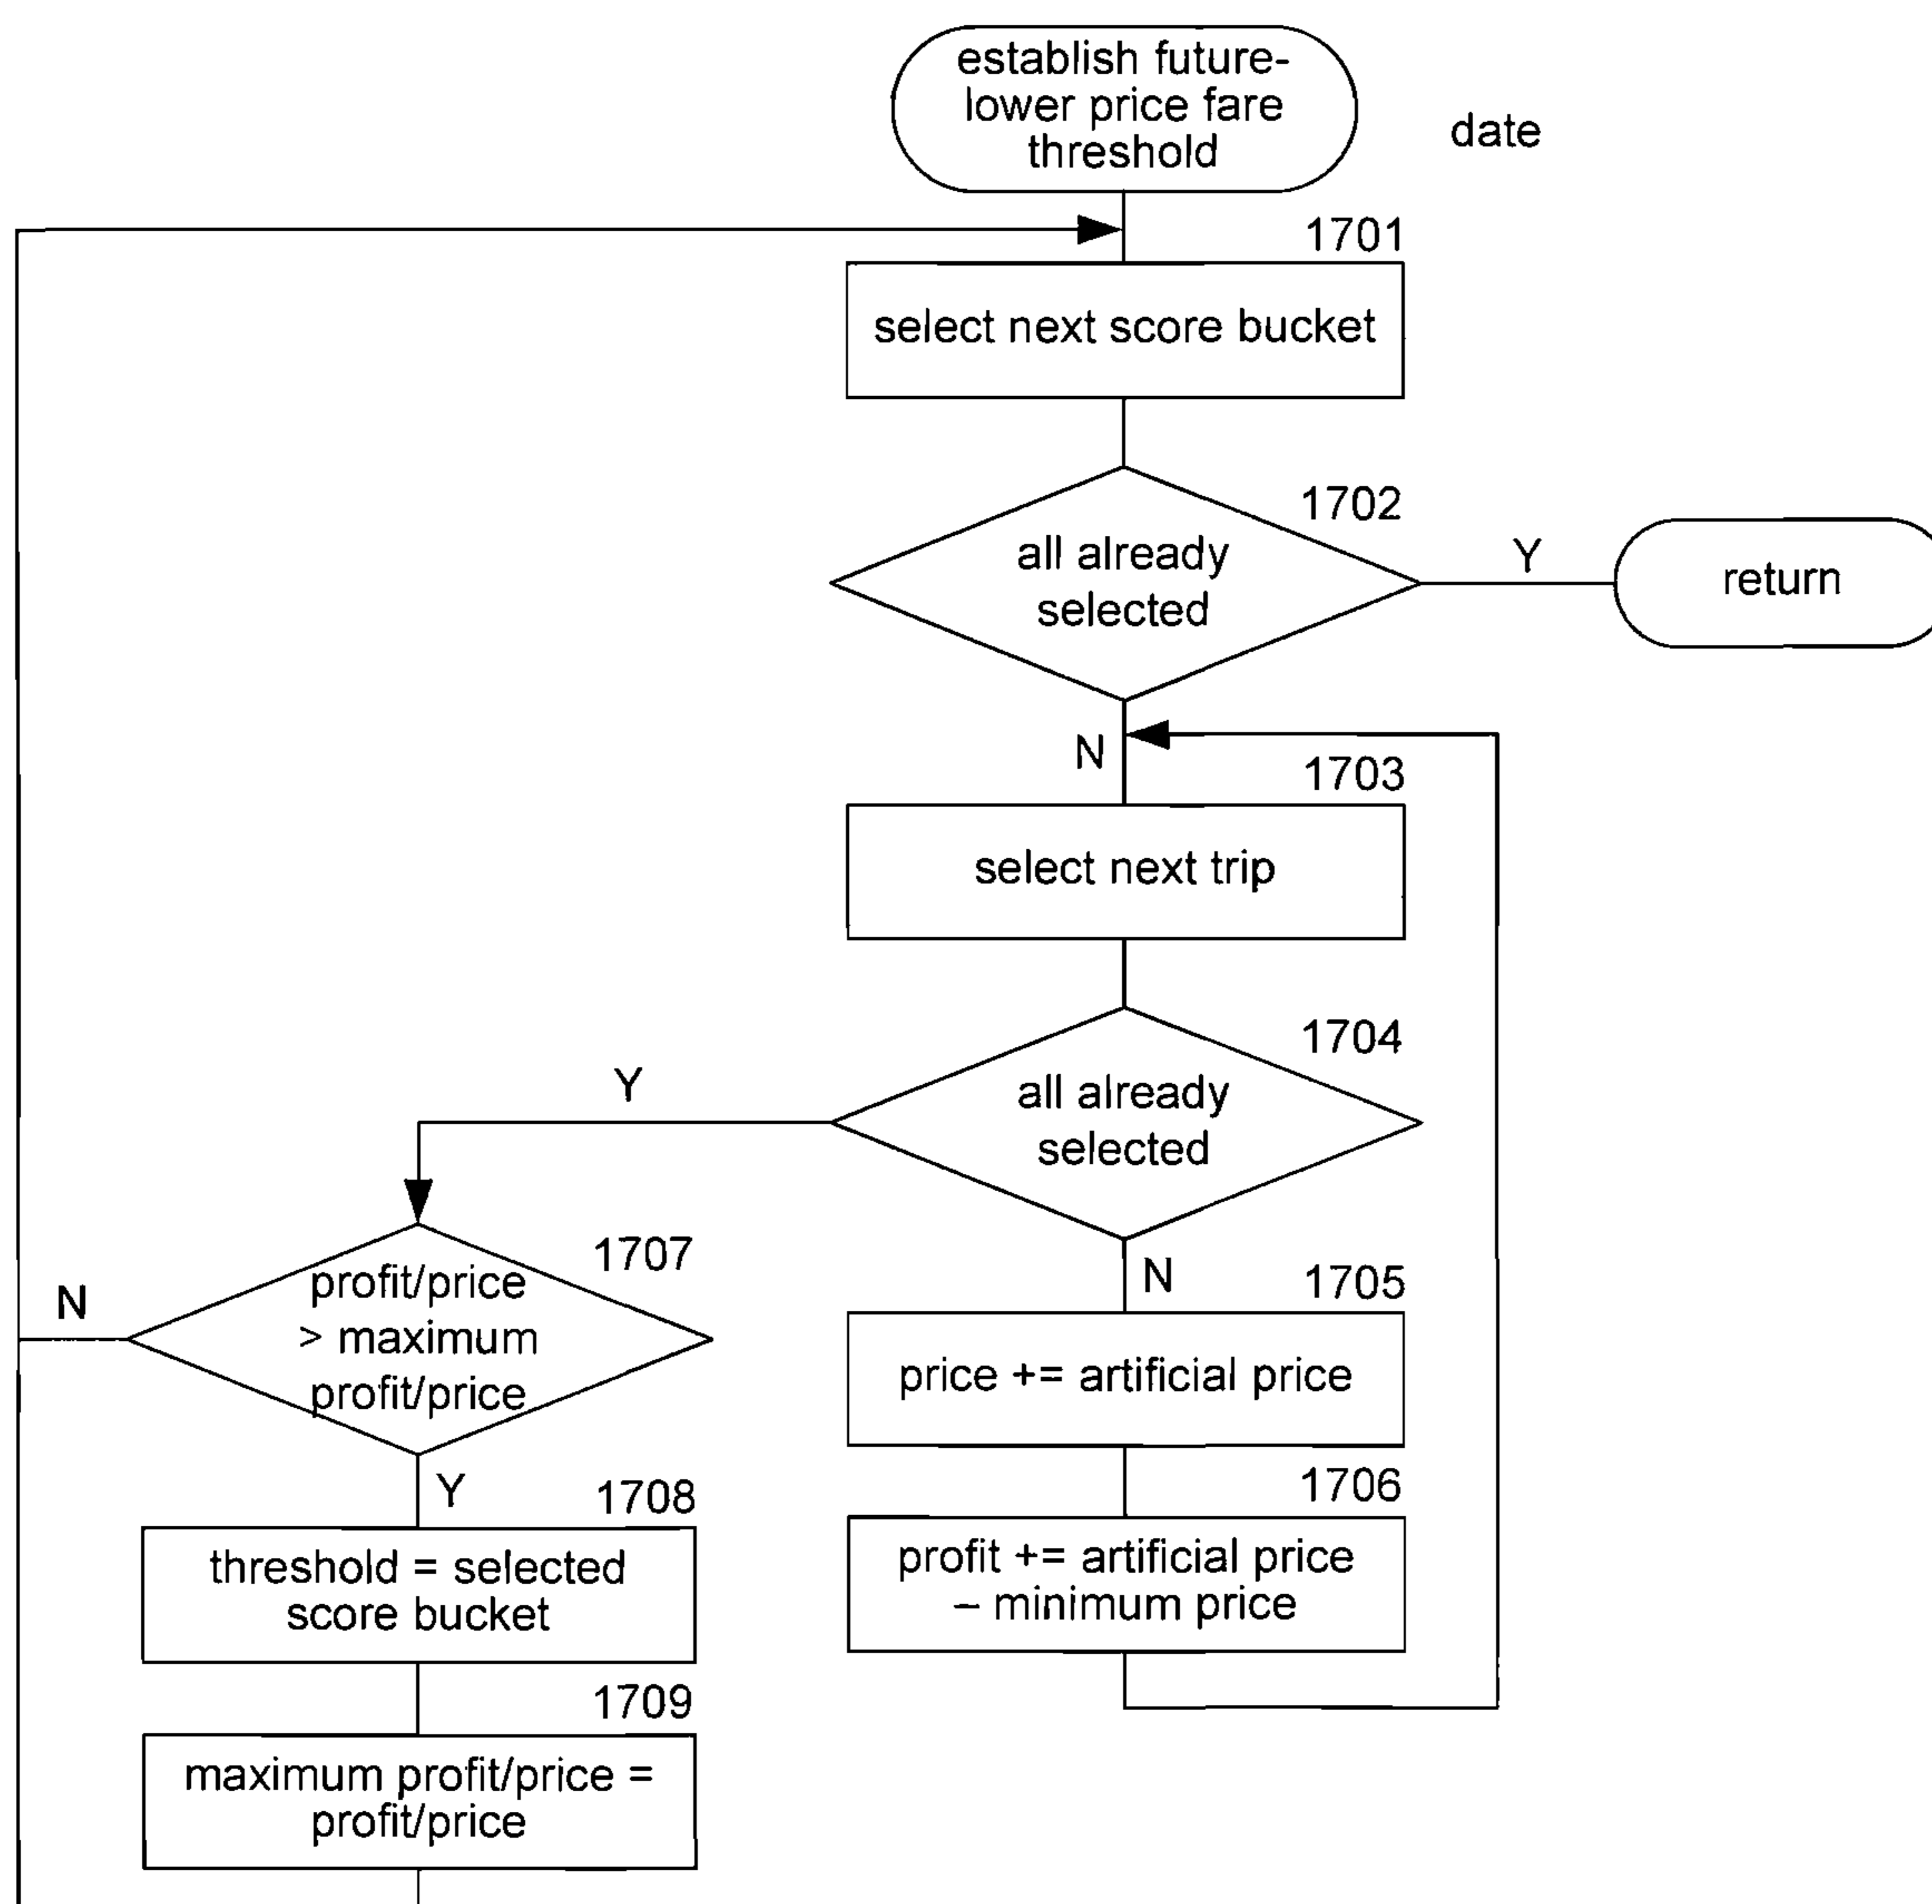 establish future-
lower price fare
threshold
date
1701
select next score bucket
1702
all already
selected
Y
return
N
1703
select next trip
1704
all already
selected
Y
N
1705
price += artificial price
1706
profit += artificial price
– minimum price
1707
profit/price
> maximum
profit/price
N
Y
1708
threshold = selected
score bucket
1709
maximum profit/price =
profit/price